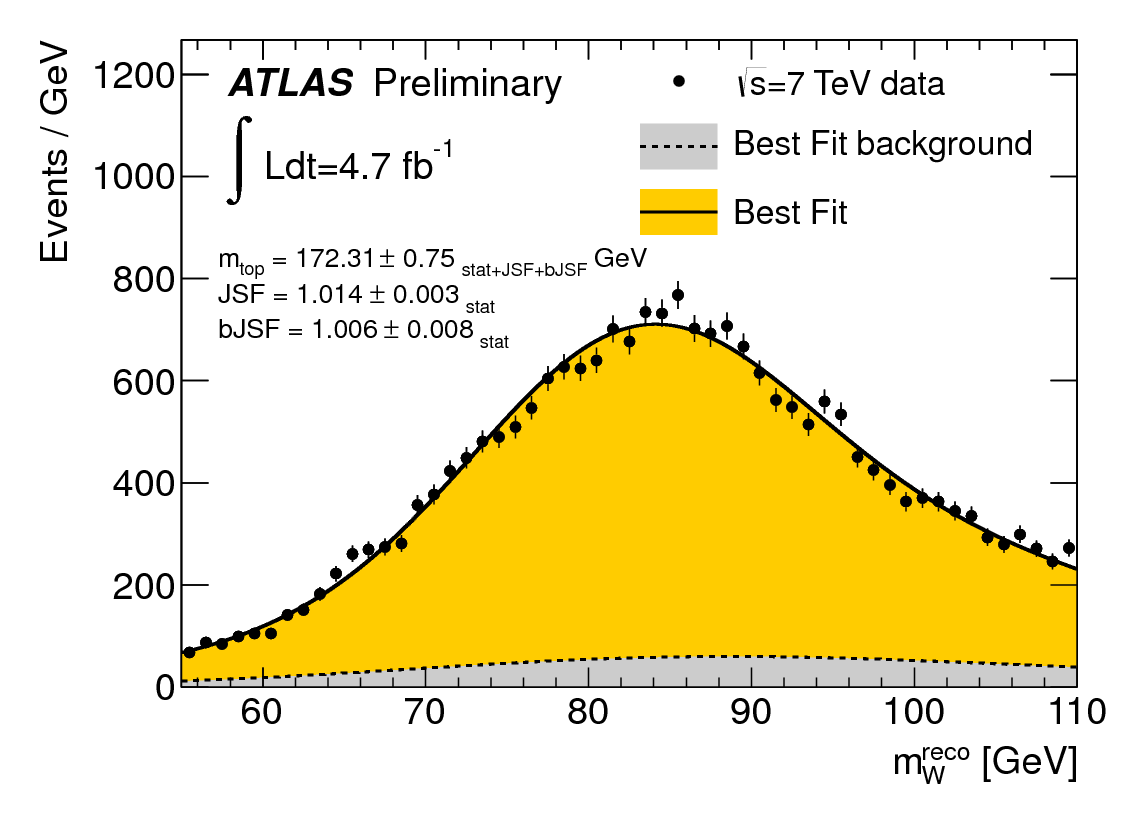 Events / GeV
1200
1000
800
600
400
200
0
ATLAS Preliminary
∫ Ldt=4.7 fb-1
√s=7 TeV data
Best Fit background
Best Fit
mtop = 172.31 ± 0.75 stat+JSF+bJSF GeV
JSF = 1.014 ± 0.003 stat
bJSF = 1.006 ± 0.008 stat
60 70 80 90 100 110
mWreco [GeV]